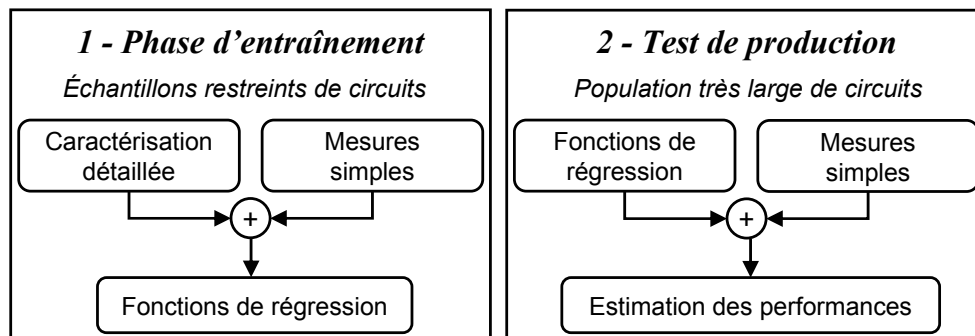 1 - Phase d'entraînement
Échantillons restreints de circuits
Caractérisation
détaillée
Mesures
simples
+
Fonctions de régression
2 - Test de production
Population très large de circuits
Fonctions de
régression
Mesures
simples
+
Estimation des performances